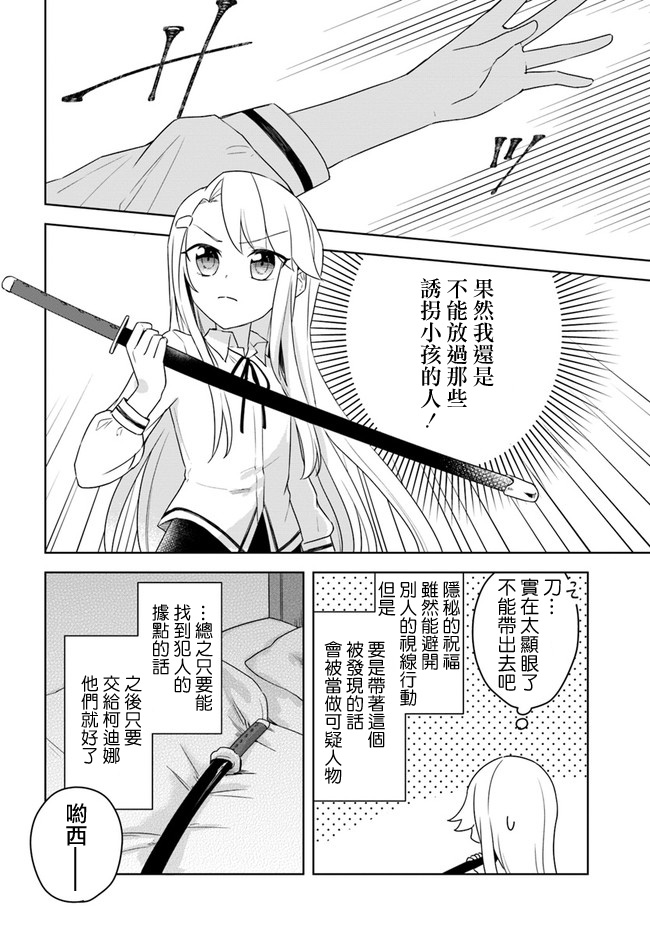 ザッ
果然我還是
不能放過那些
誘拐小孩的人！
刀…
實在太顯眼了
不能帶出去吧
隱秘的祝福
雖然能避開
別人的視線行動
但是
要是帶著這個
被發現的話
會被當做可疑人物
…總之只要能
找到犯人的
據點的話
之後只要
交給柯迪娜
他們就好了
喲西——